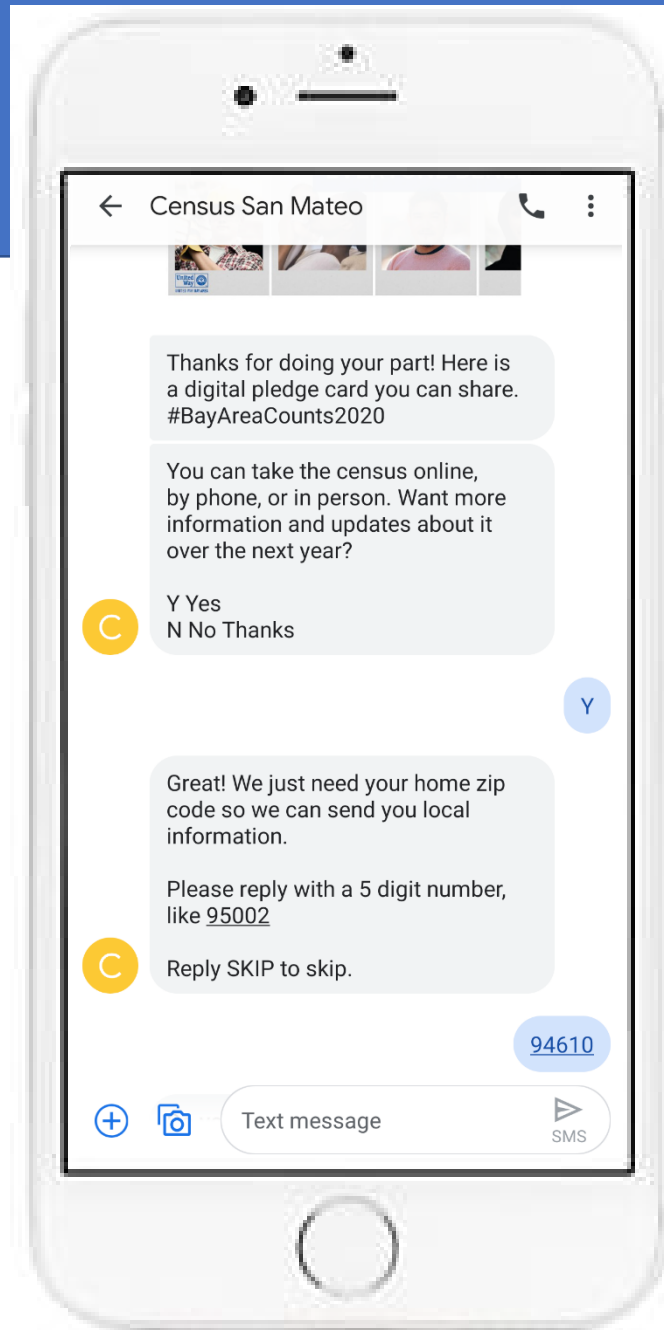 Census San Mateo
United
Way
Thanks for doing your part! Here is
a digital pledge card you can share.
#BayAreaCounts2020
You can take the census online,
by phone, or in person. Want more
information and updates about it
over the next year?
Y Yes
N No Thanks
C
Y
Great! We just need your home zip
code so we can send you local
information.
Please reply with a 5 digit number,
like 95002
Reply SKIP to skip.
C
94610
Text message
SMS